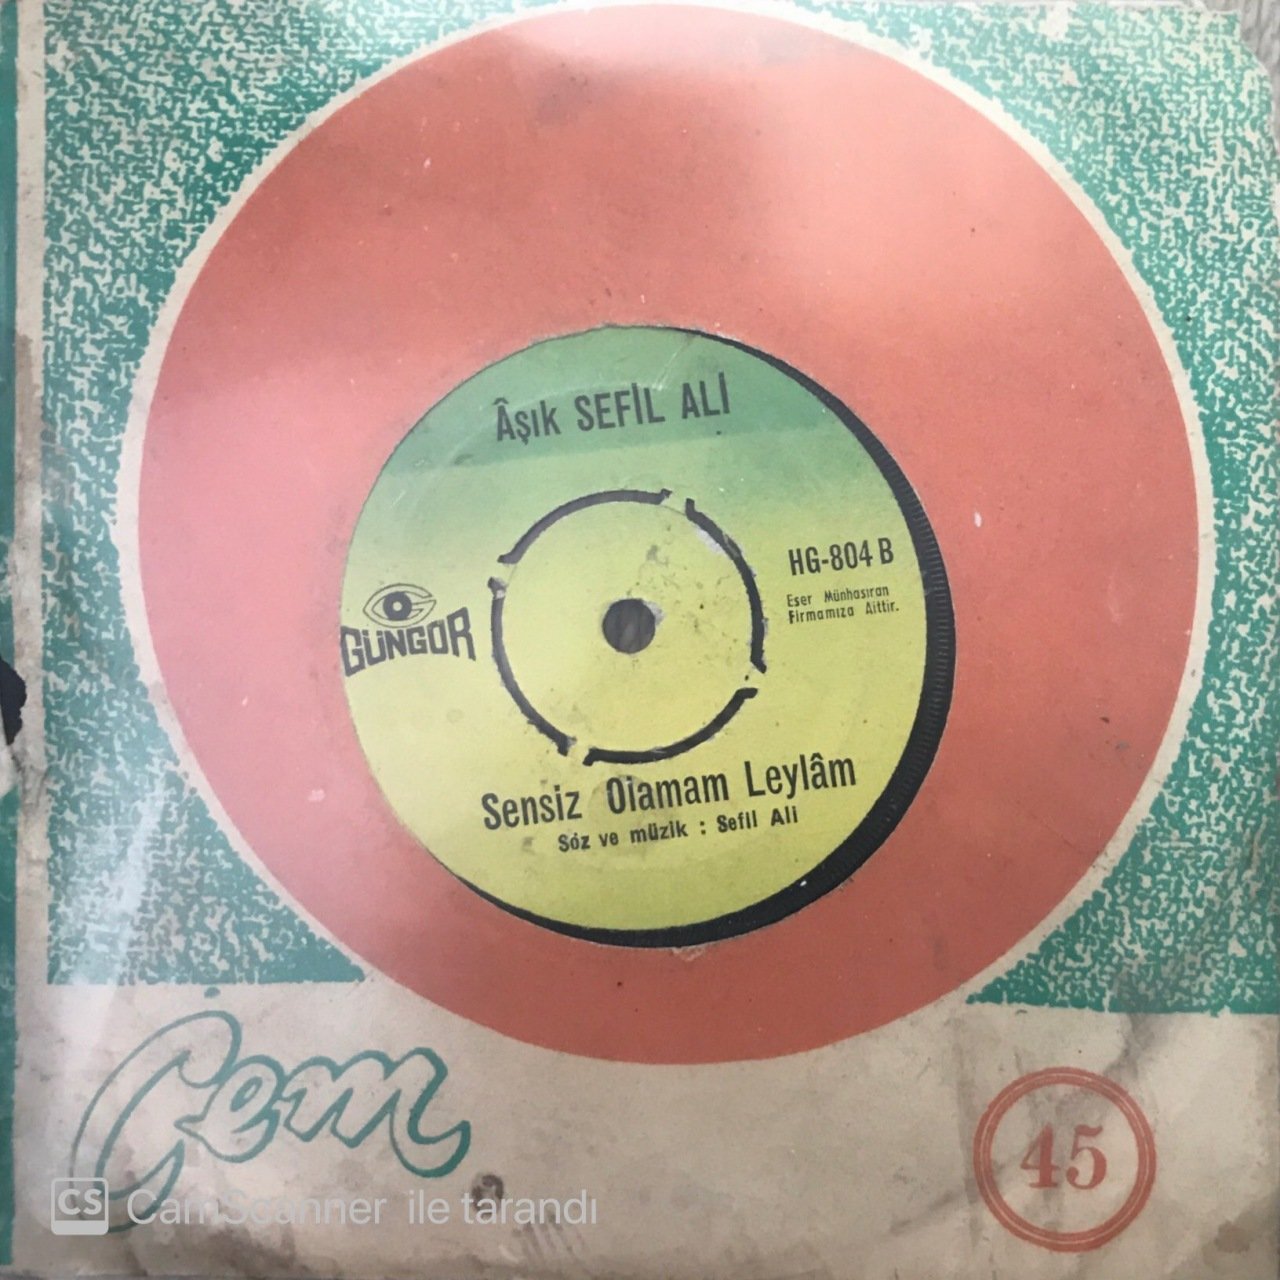 Âşık SEFİL ALİ
HG-804 B
Eser Münhasıran
Firmamıza Aittir.
GÜNGÖR
Sensiz Olamam Leylâm
Söz ve müzik : Sefil Ali
Cem
45
CS CamScanner ile tarandı